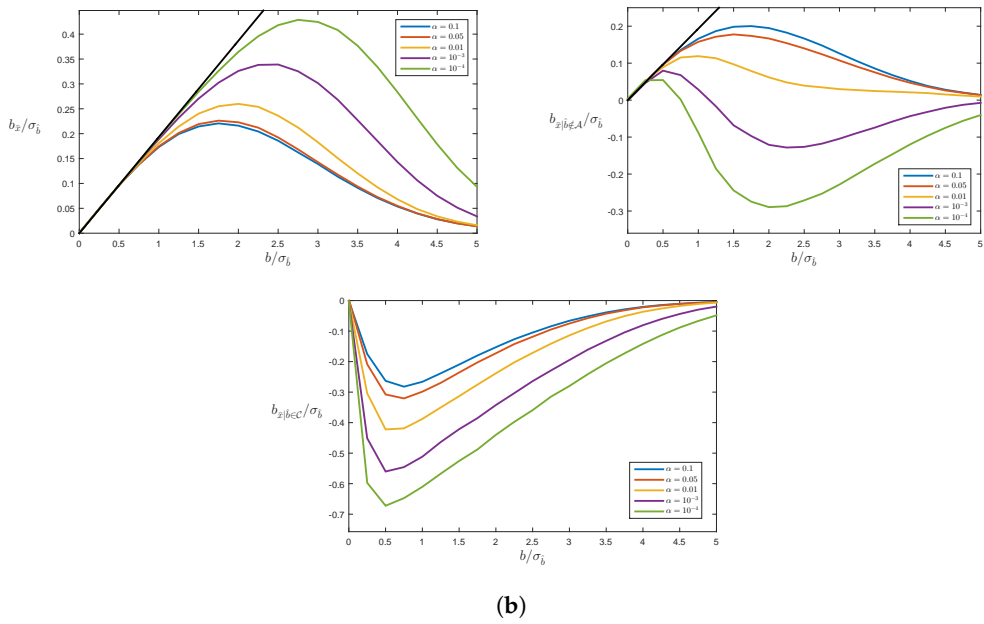 b_x̄/σ_b̂
0.4
0.35
0.3
0.25
0.2
0.15
0.1
0.05
0
α = 0.1
α = 0.05
α = 0.01
α = 10⁻³
α = 10⁻⁴
0 0.5 1 1.5 2 2.5 3 3.5 4 4.5 5
b/σ_b̂
b_x̄|b̂∉𝒜/σ_b̂
0.2
0.1
0
-0.1
-0.2
-0.3
α = 0.1
α = 0.05
α = 0.01
α = 10⁻³
α = 10⁻⁴
0 0.5 1 1.5 2 2.5 3 3.5 4 4.5 5
b/σ_b̂
b_x̄|b̂∈𝒞/σ_b̂
0
-0.1
-0.2
-0.3
-0.4
-0.5
-0.6
-0.7
α = 0.1
α = 0.05
α = 0.01
α = 10⁻³
α = 10⁻⁴
0 0.5 1 1.5 2 2.5 3 3.5 4 4.5 5
b/σ_b̂
(b)